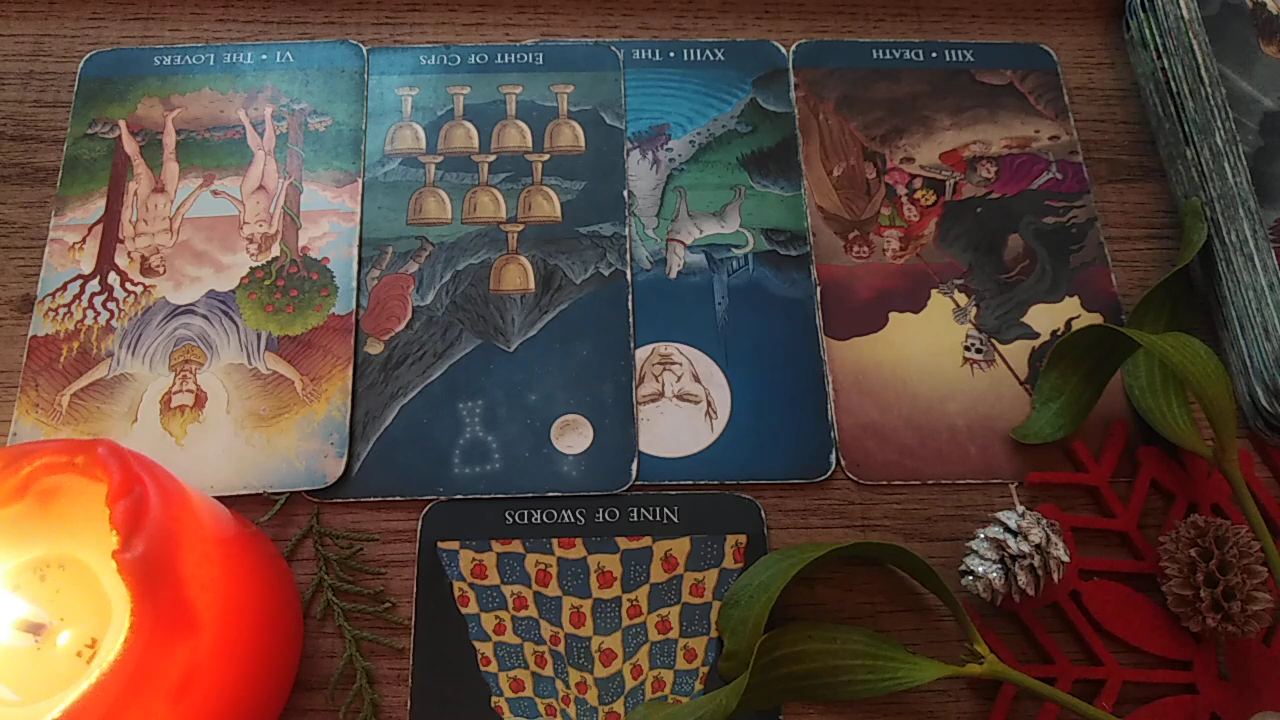 VI • THE LOVERS
EIGHT OF CUPS
XVIII • THE
XIII • DEATH
NINE OF SWORDS